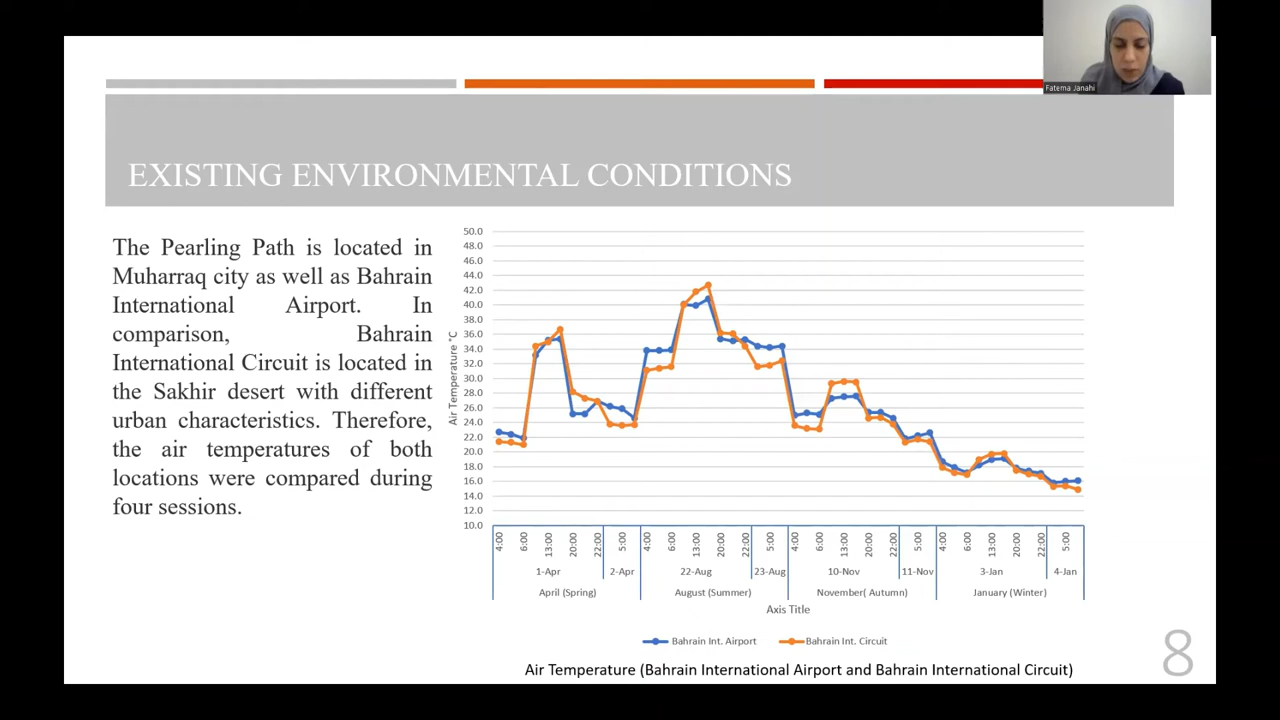 Fatema Janahi
EXISTING ENVIRONMENTAL CONDITIONS
The Pearling Path is located in
Muharraq city as well as Bahrain
International Airport. In
comparison, Bahrain
International Circuit is located in
the Sakhir desert with different
urban characteristics. Therefore,
the air temperatures of both
locations were compared during
four sessions.
Air Temperature °C
50.0
48.0
46.0
44.0
42.0
40.0
38.0
36.0
34.0
32.0
30.0
28.0
26.0
24.0
22.0
20.0
18.0
16.0
14.0
12.0
10.0
4:00 6:00 13:00 20:00 22:00 5:00 4:00 6:00 13:00 20:00 22:00 5:00 4:00 6:00 13:00 20:00 22:00 5:00 4:00 6:00 13:00 20:00 22:00 5:00
1-Apr 2-Apr 22-Aug 23-Aug 10-Nov 11-Nov 3-Jan 4-Jan
April (Spring) August (Summer) November( Autumn) January (Winter)
Axis Title
Bahrain Int. Airport Bahrain Int. Circuit
Air Temperature (Bahrain International Airport and Bahrain International Circuit)
8